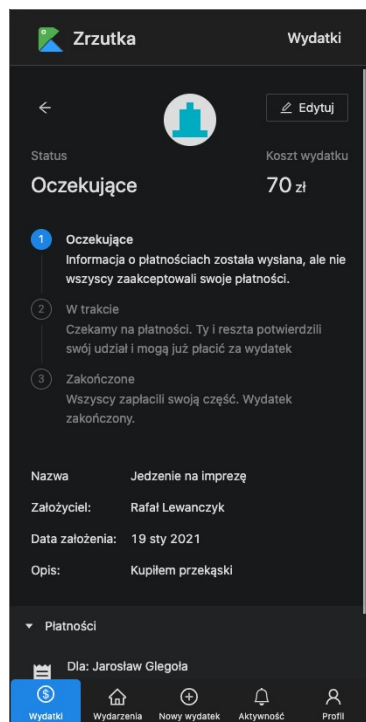 Zrzutka Wydatki
Edytuj
Status Koszt wydatku
Oczekujące 70 zł
1 Oczekujące
Informacja o płatnościach została wysłana, ale nie
wszyscy zaakceptowali swoje płatności.
2 W trakcie
Czekamy na płatności. Ty i reszta potwierdzili
swój udział i mogą już płacić za wydatek
3 Zakończone
Wszyscy zapłacili swoją część. Wydatek
zakończony.
Nazwa Jedzenie na imprezę
Założyciel: Rafał Lewanczyk
Data założenia: 19 sty 2021
Opis: Kupiłem przekąski
Płatności
Dla: Jarosław Glegoła
Wydatki Wydarzenia Nowy wydatek Aktywność Profil